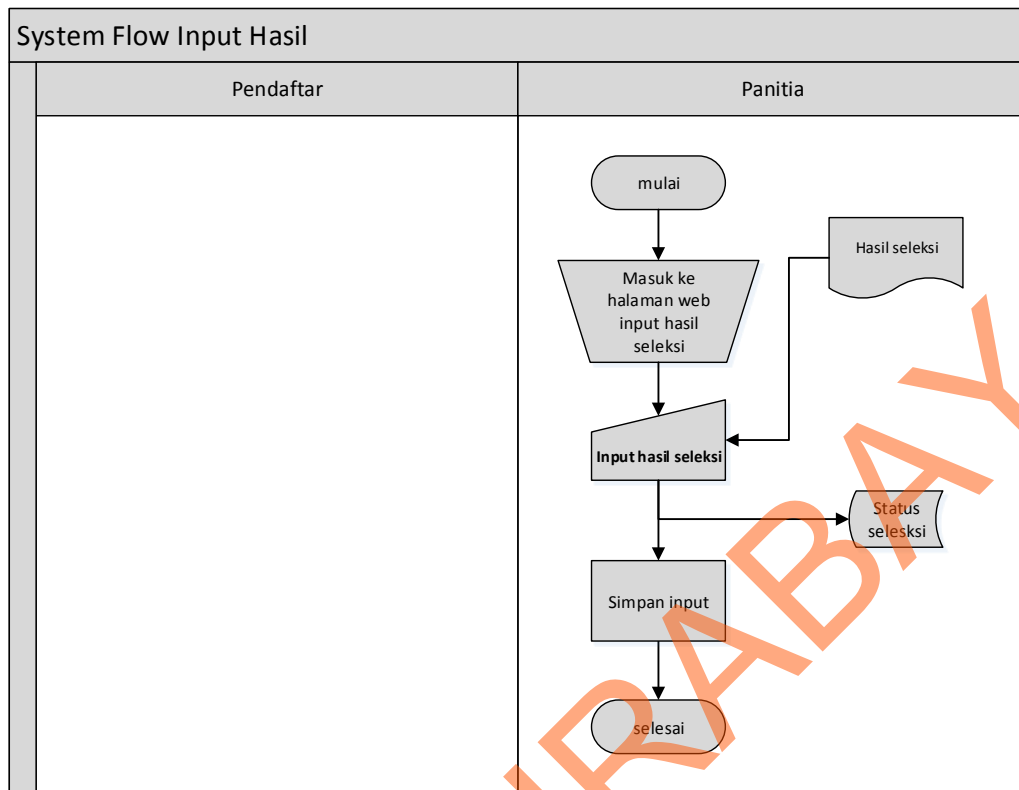 System Flow Input Hasil
Pendaftar
Panitia
mulai
Hasil seleksi
Masuk ke
halaman web
input hasil
seleksi
Input hasil seleksi
Status
selesksi
Simpan input
selesai
RABAY